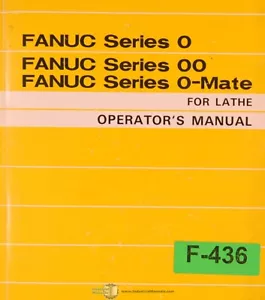 FANUC Series 0
FANUC Series 00
FANUC Series 0-Mate
FOR LATHE
OPERATOR'S MANUAL
F-436